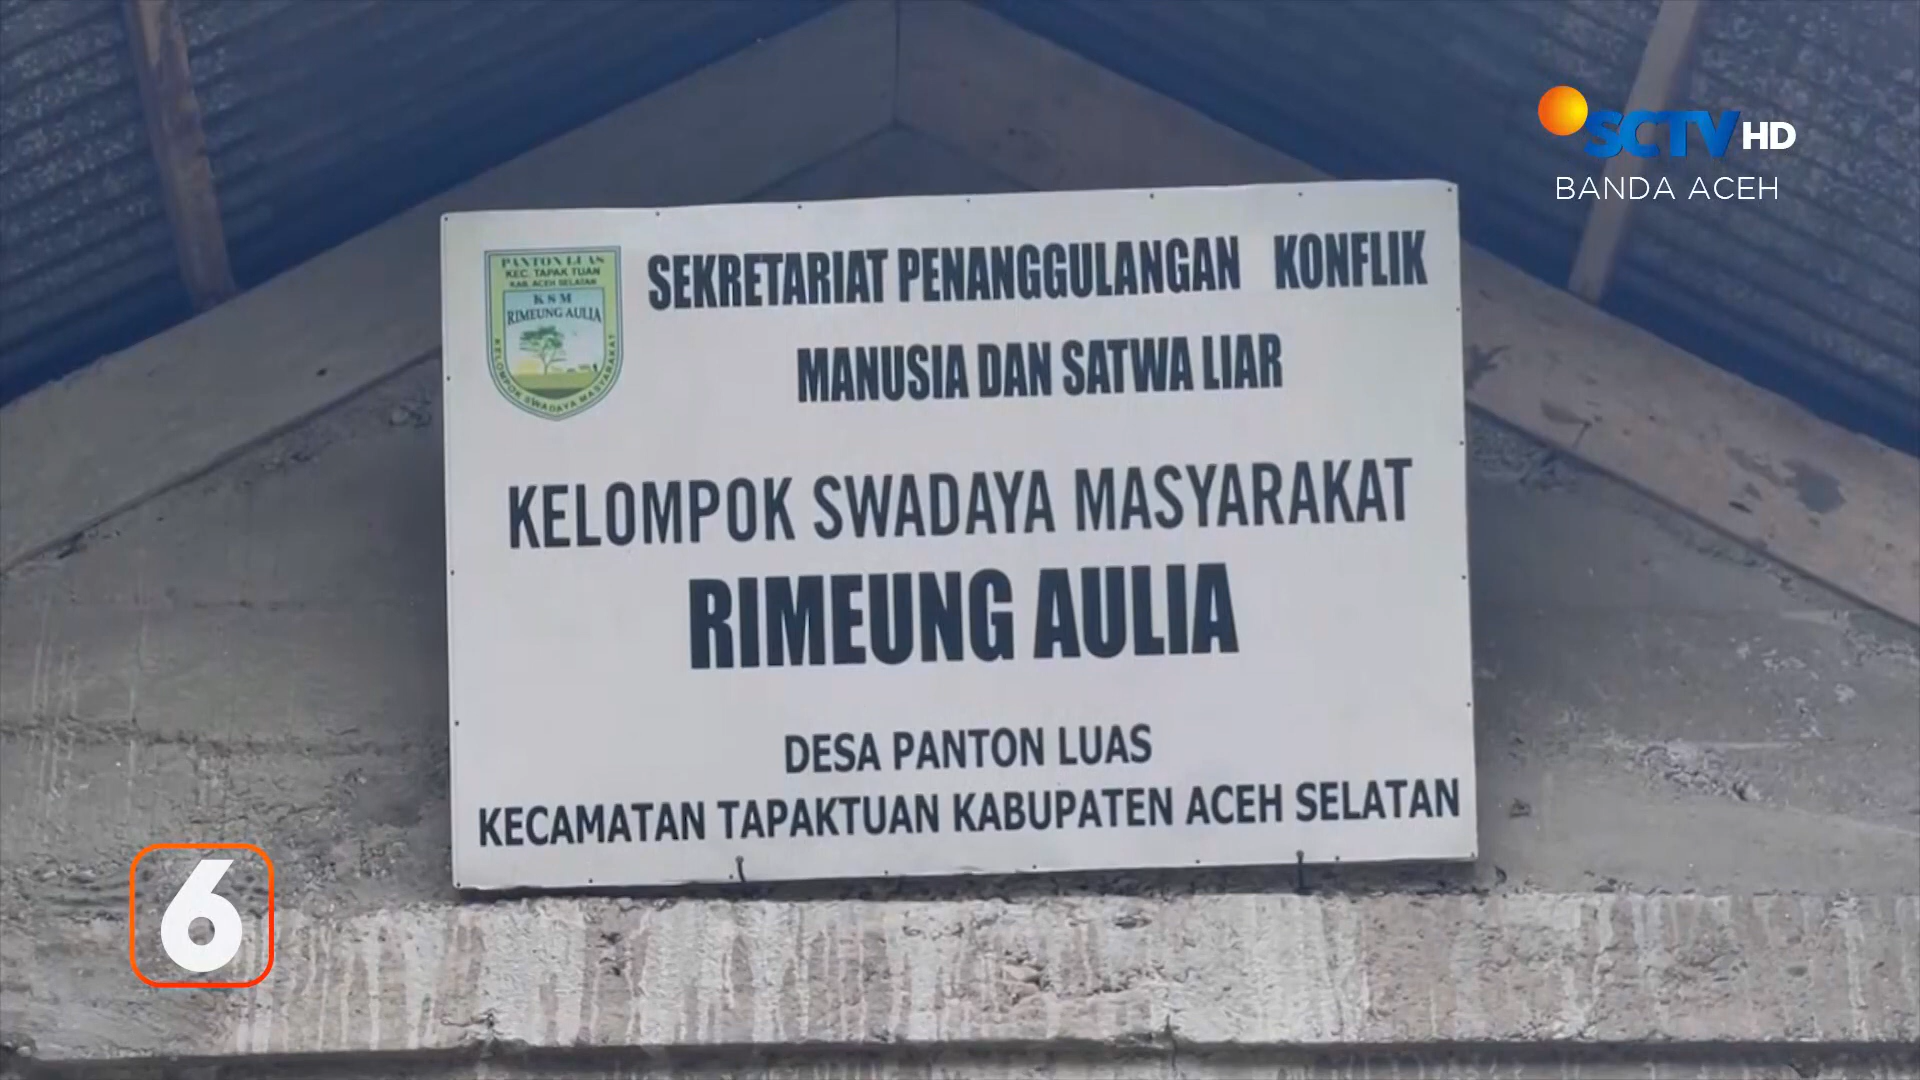 SCTV HD
BANDA ACEH
PANTON LUAS
KEC. TAPAK TUAN
KAB. ACEH SELATAN
KSM
RIMEUNG AULIA
KELOMPOK SWADAYA MASYARAKAT
SEKRETARIAT PENANGGULANGAN KONFLIK
MANUSIA DAN SATWA LIAR
KELOMPOK SWADAYA MASYARAKAT
RIMEUNG AULIA
DESA PANTON LUAS
KECAMATAN TAPAKTUAN KABUPATEN ACEH SELATAN
6